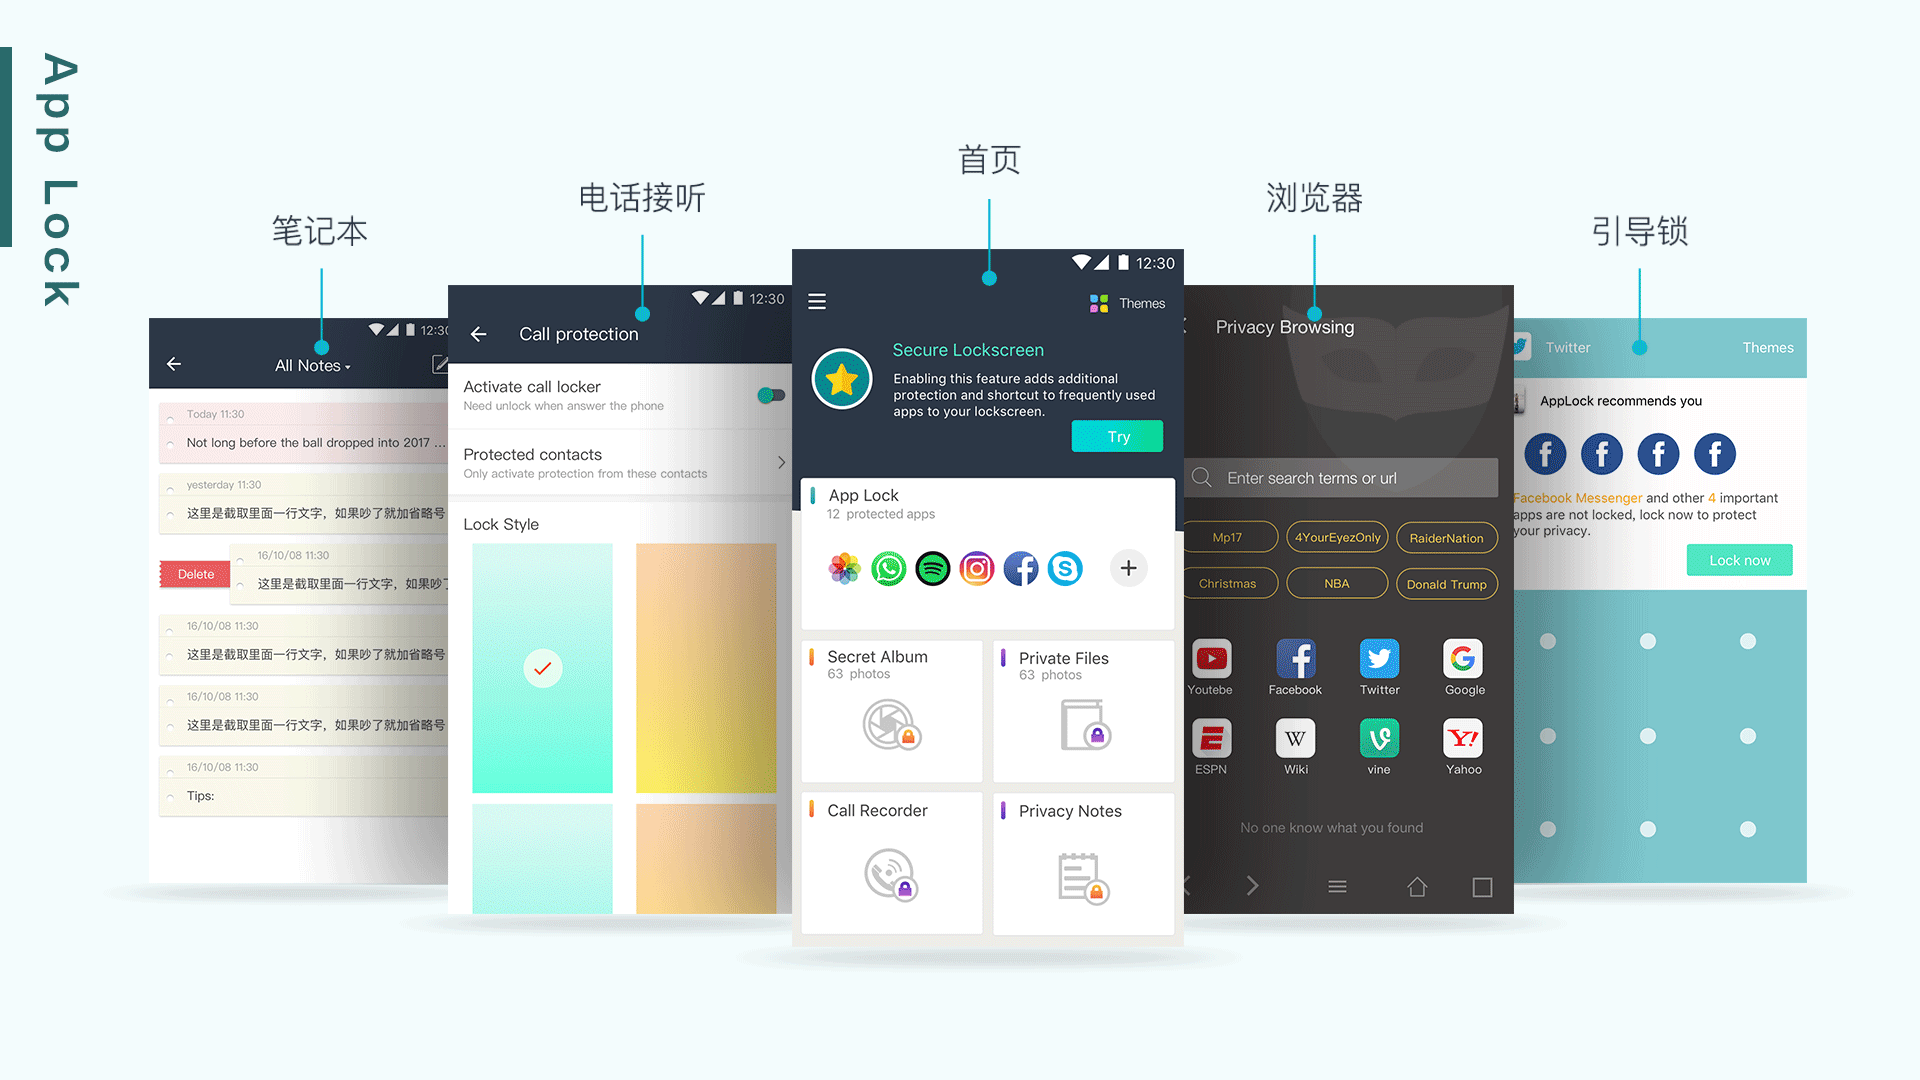 App Lock
笔记本
电话接听
首页
浏览器
引导锁
12:30
All Notes
Today 11:30
Not long before the ball dropped into 2017 ...
yesterday 11:30
这里是截取里面一行文字，如果吵了就加省略号
Delete
16/10/08 11:30
这里是截取里面一行文字，如果吵
16/10/08 11:30
这里是截取里面一行文字，如果吵了就加省略号
16/10/08 11:30
这里是截取里面一行文字，如果吵了就加省略号
16/10/08 11:30
Tips:
12:30
Call protection
Activate call locker
Need unlock when answer the phone
Protected contacts
Only activate protection from these contacts
Lock Style
12:30
Themes
Secure Lockscreen
Enabling this feature adds additional
protection and shortcut to frequently used
apps to your lockscreen.
Try
App Lock
12 protected apps
Secret Album
63 photos
Private Files
63 photos
Call Recorder
Privacy Notes
Privacy Browsing
Enter search terms or url
Mp17
4YourEyezOnly
RaiderNation
Christmas
NBA
Donald Trump
Youtebe
Facebook
Twitter
Google
W
Y!
ESPN
Wiki
vine
Yahoo
No one know what you found
Twitter
Themes
AppLock recommends you
Facebook Messenger and other 4 important
apps are not locked, lock now to protect
your privacy.
Lock now